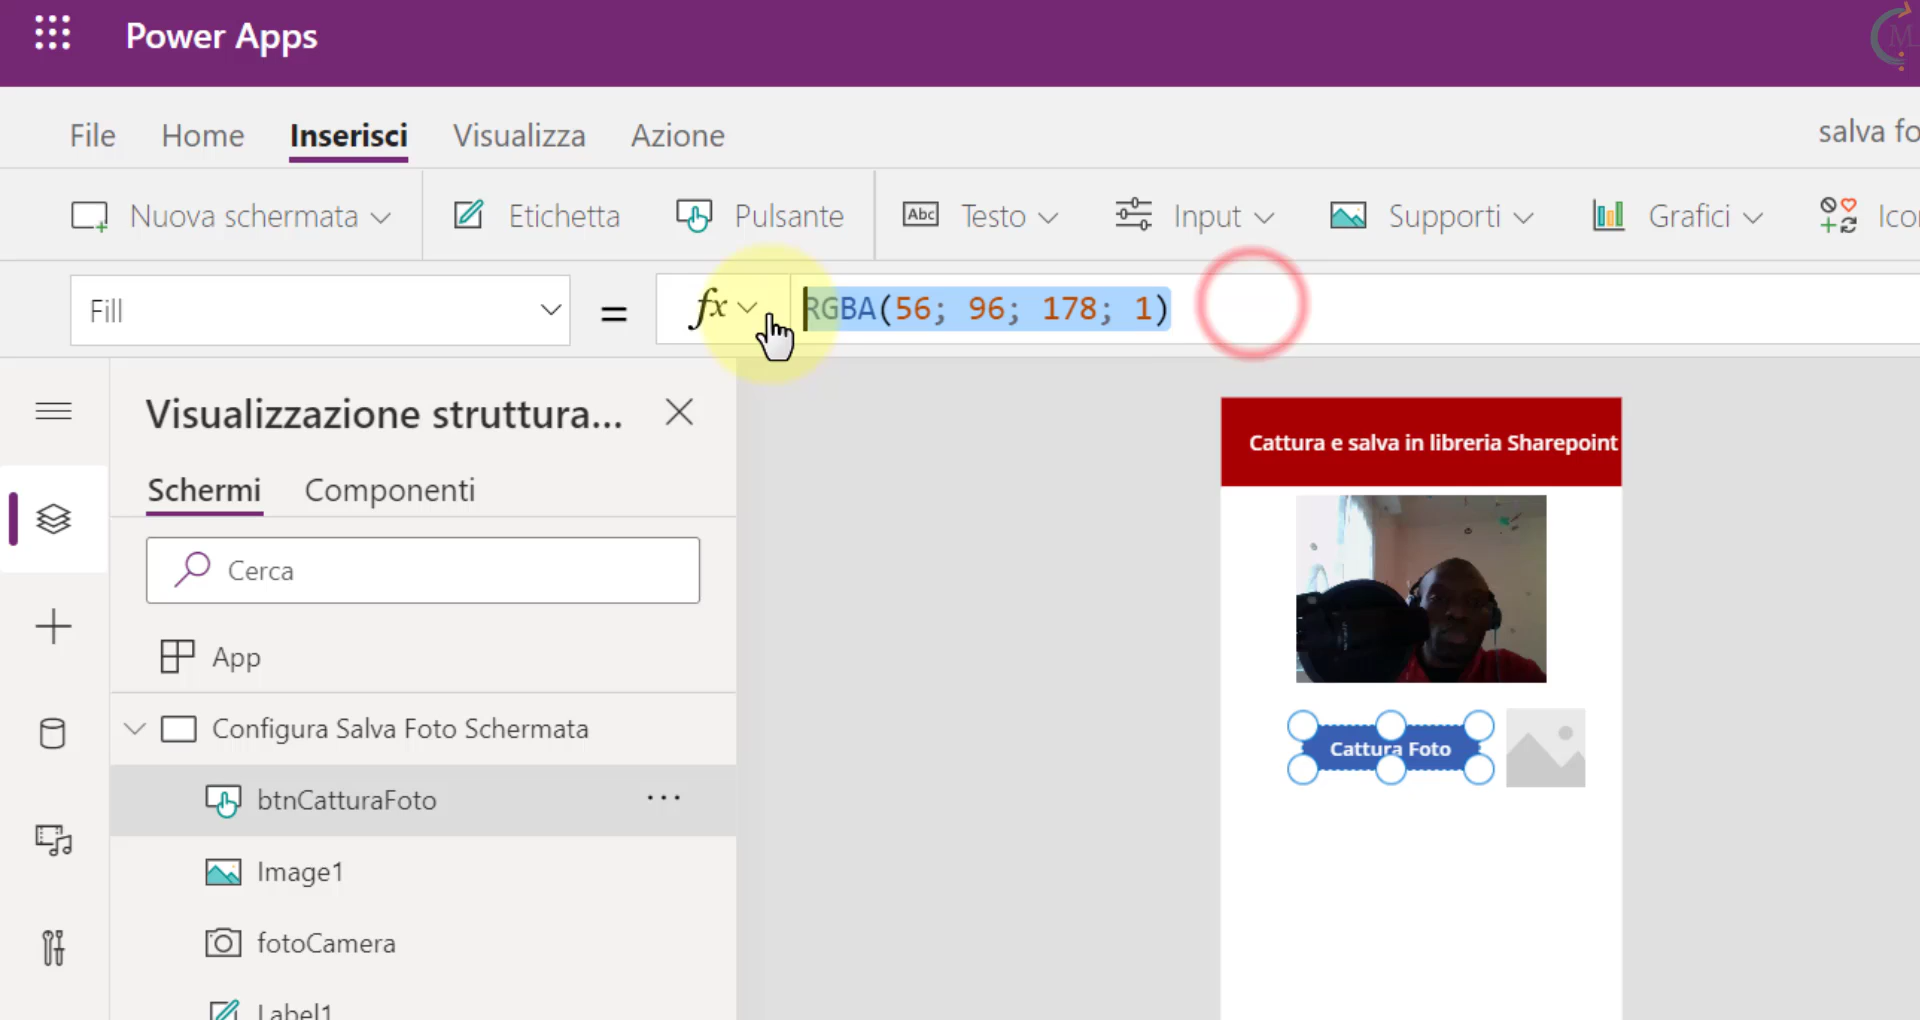 Power Apps
M
File Home Inserisci Visualizza Azione salva fo
Nuova schermata Etichetta Pulsante Abc Testo Input Supporti Grafici Ico
Fill = fx RGBA(56; 96; 178; 1)
Visualizzazione struttura...
Schermi Componenti
Cerca
App
Configura Salva Foto Schermata
btnCatturaFoto ...
Image1
fotoCamera
Label1
Cattura e salva in libreria Sharepoint
Cattura Foto